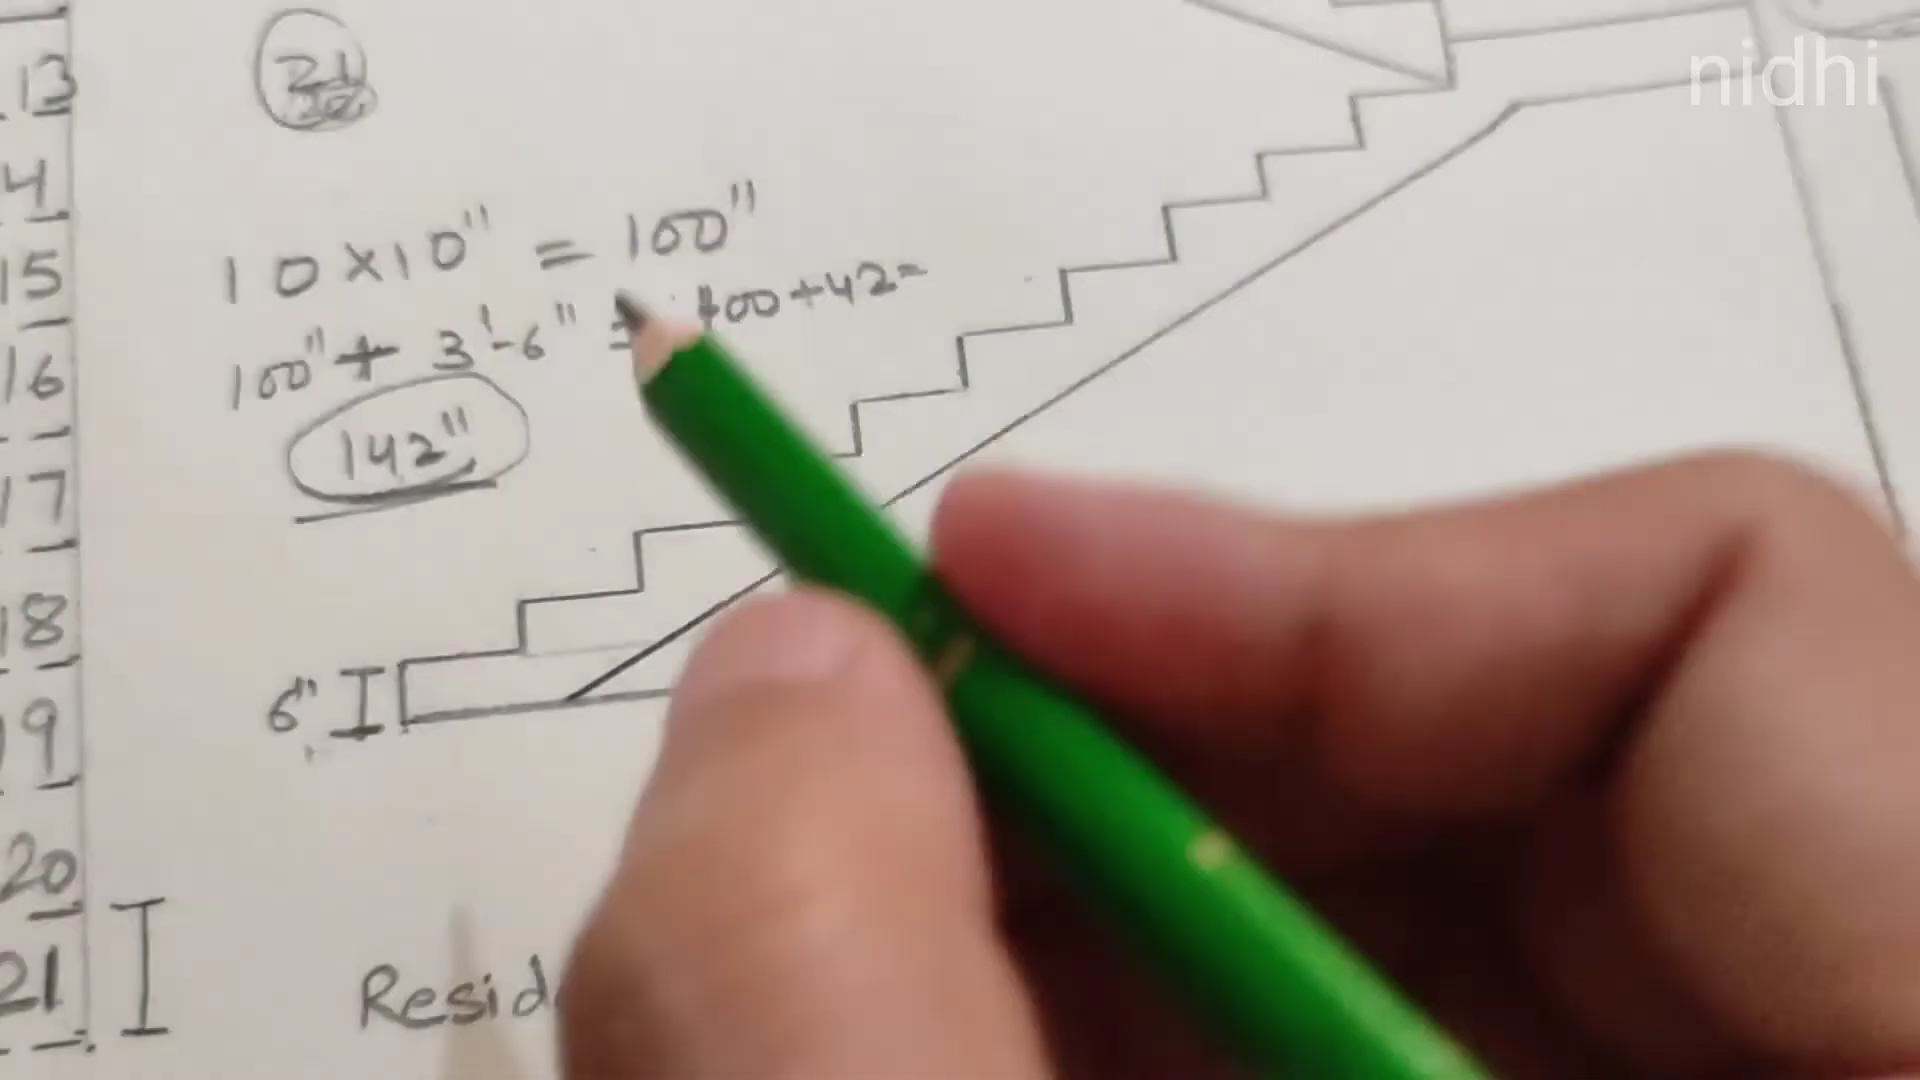 nidhi
13
14
15
16
17
18
19
20
21
10×10" = 100"
100" + 3'-6" = 100+42=
142"
6"
Resid